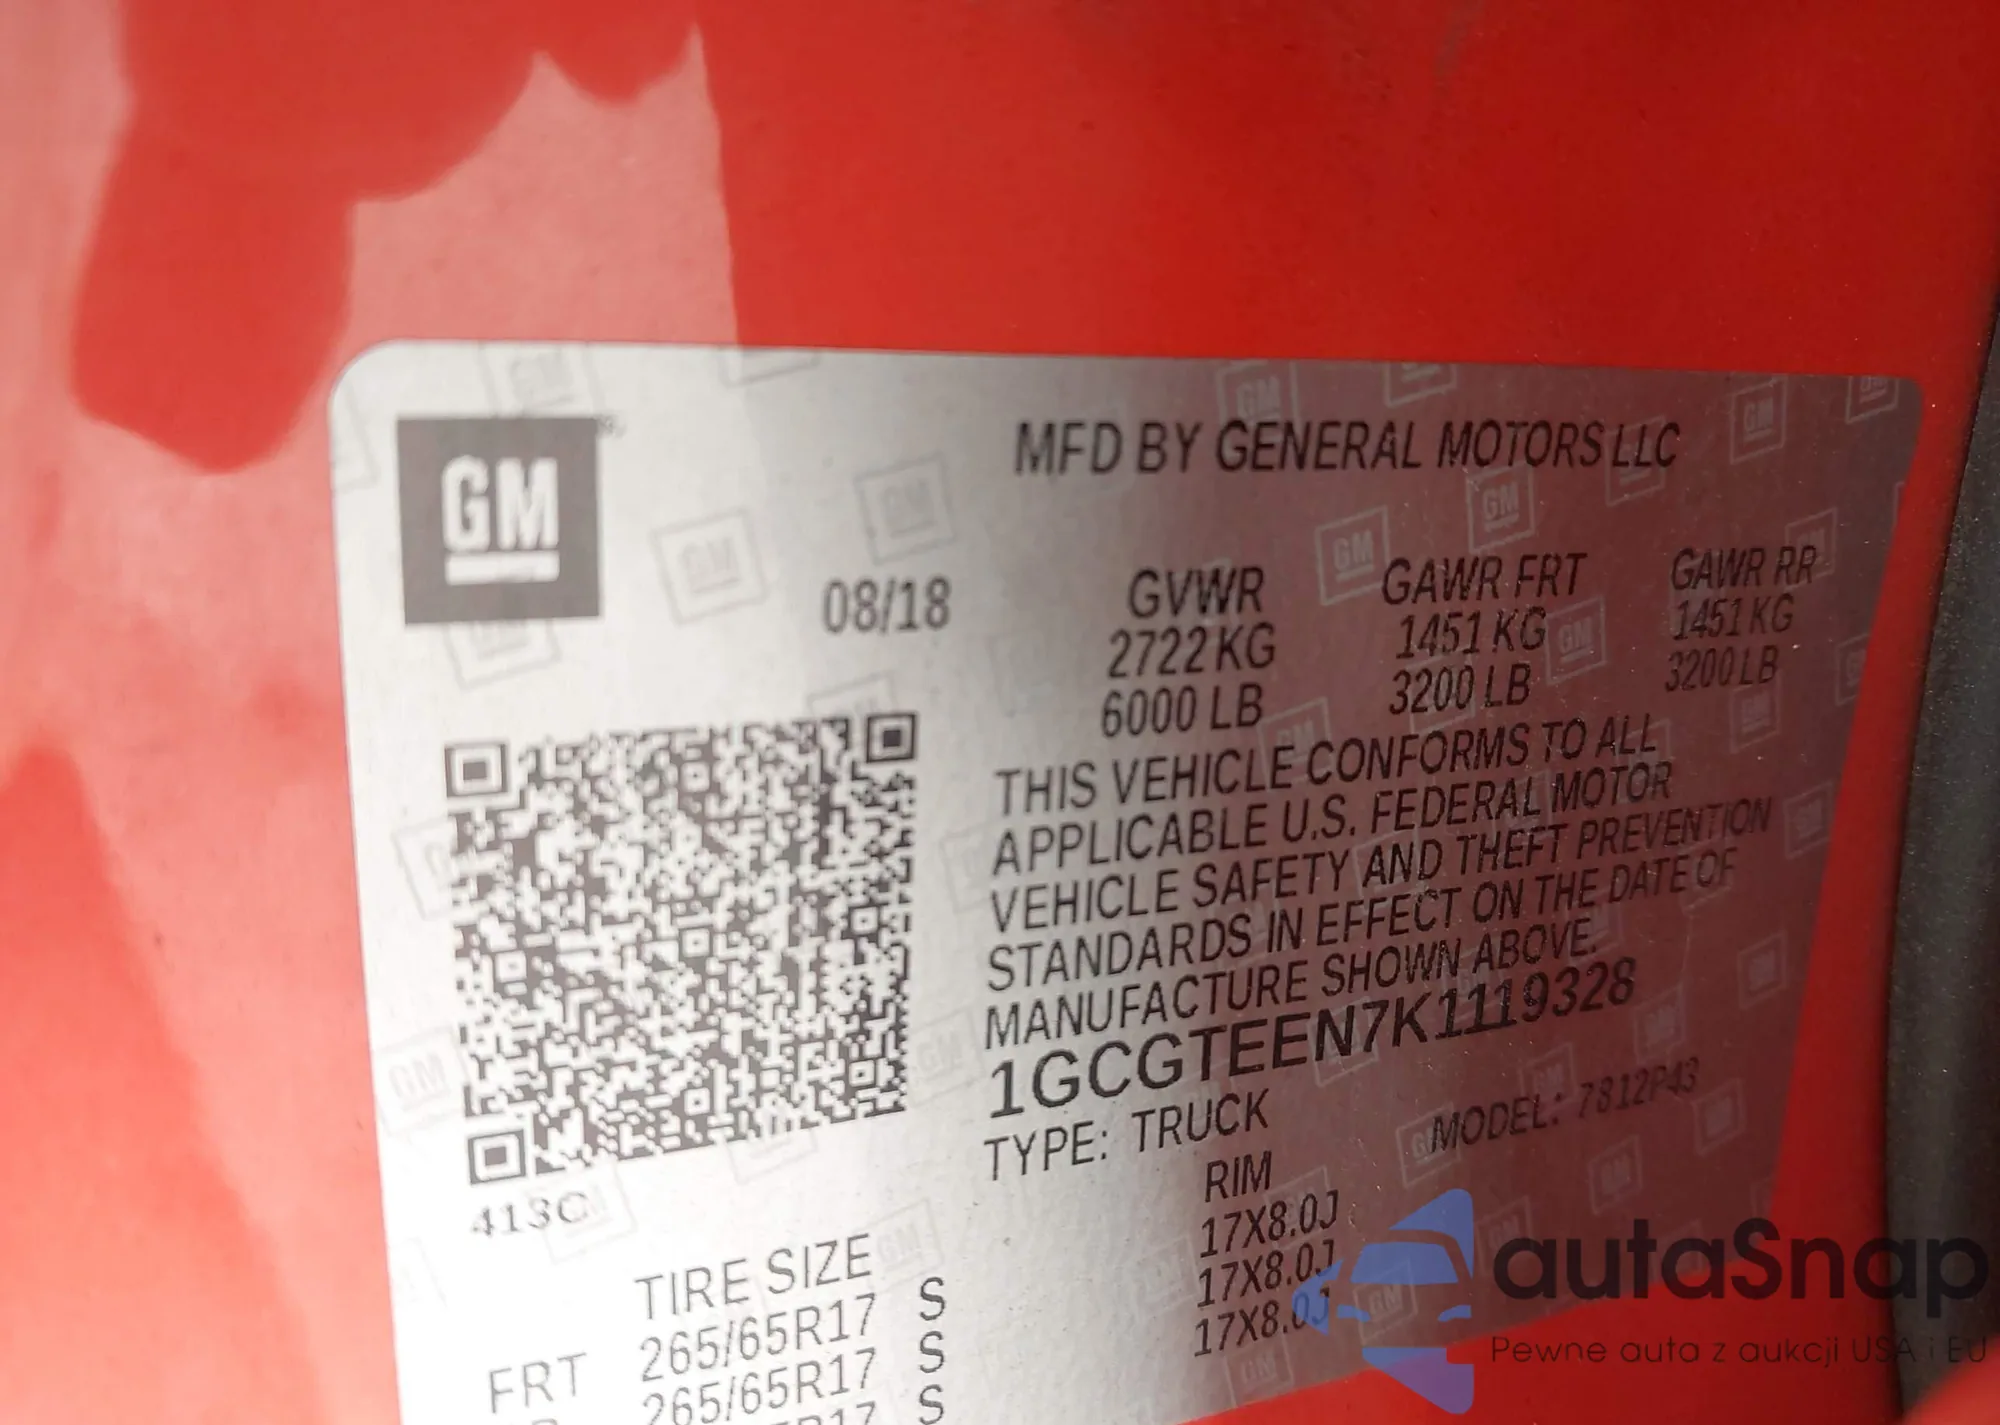 GM
MFD BY GENERAL MOTORS LLC
08/18
GVWR GAWR FRT GAWR RR
2722 KG 1451 KG 1451 KG
6000 LB 3200 LB 3200 LB
THIS VEHICLE CONFORMS TO ALL
APPLICABLE U.S. FEDERAL MOTOR
VEHICLE SAFETY AND THEFT PREVENTION
STANDARDS IN EFFECT ON THE DATE OF
MANUFACTURE SHOWN ABOVE.
1GCGTEEN7K1119328
TYPE: TRUCK MODEL: 7812P43
413C
TIRE SIZE RIM
FRT 265/65R17 S 17X8.0J
265/65R17 S 17X8.0J
S 17X8.0J
autaSnap
Pewne auta z aukcji USA i EU